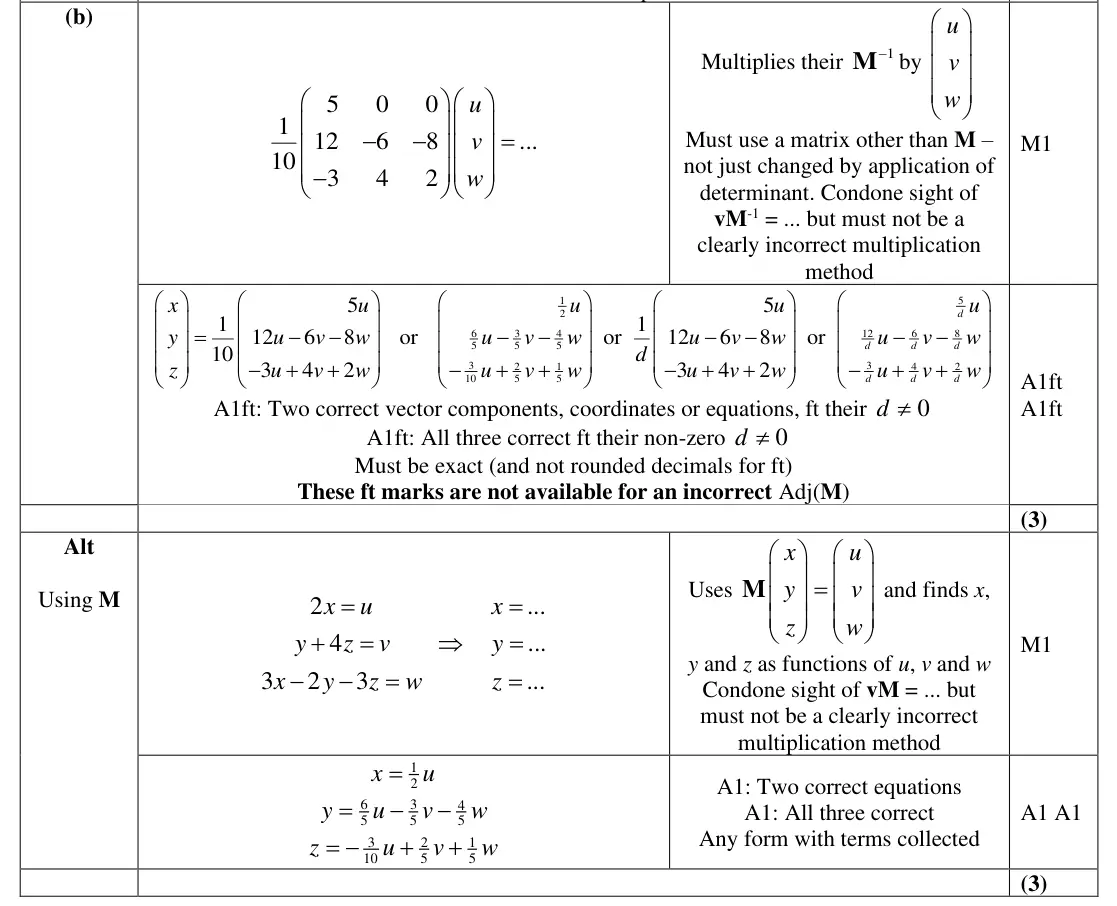 (b)
1/10 ( 5 0 0 ; 12 −6 −8 ; −3 4 2 ) ( u ; v ; w ) = ...
Multiplies their M⁻¹ by ( u ; v ; w )
Must use a matrix other than M –
not just changed by application of
determinant. Condone sight of
vM⁻¹ = ... but must not be a
clearly incorrect multiplication
method
M1
( x ; y ; z ) = 1/10 ( 5u ; 12u − 6v − 8w ; −3u + 4v + 2w ) or ( 1/2 u ; 6/5 u − 3/5 v − 4/5 w ; −3/10 u + 2/5 v + 1/5 w ) or 1/d ( 5u ; 12u − 6v − 8w ; −3u + 4v + 2w ) or ( 5/d u ; 12/d u − 6/d v − 8/d w ; −3/d u + 4/d v + 2/d w )
A1ft: Two correct vector components, coordinates or equations, ft their d ≠ 0
A1ft: All three correct ft their non-zero d ≠ 0
Must be exact (and not rounded decimals for ft)
These ft marks are not available for an incorrect Adj(M)
A1ft
A1ft
(3)
Alt
Using M
2x = u x = ...
y + 4z = v ⇒ y = ...
3x − 2y − 3z = w z = ...
Uses M ( x ; y ; z ) = ( u ; v ; w ) and finds x,
y and z as functions of u, v and w
Condone sight of vM = ... but
must not be a clearly incorrect
multiplication method
M1
x = 1/2 u
y = 6/5 u − 3/5 v − 4/5 w
z = −3/10 u + 2/5 v + 1/5 w
A1: Two correct equations
A1: All three correct
Any form with terms collected
A1 A1
(3)